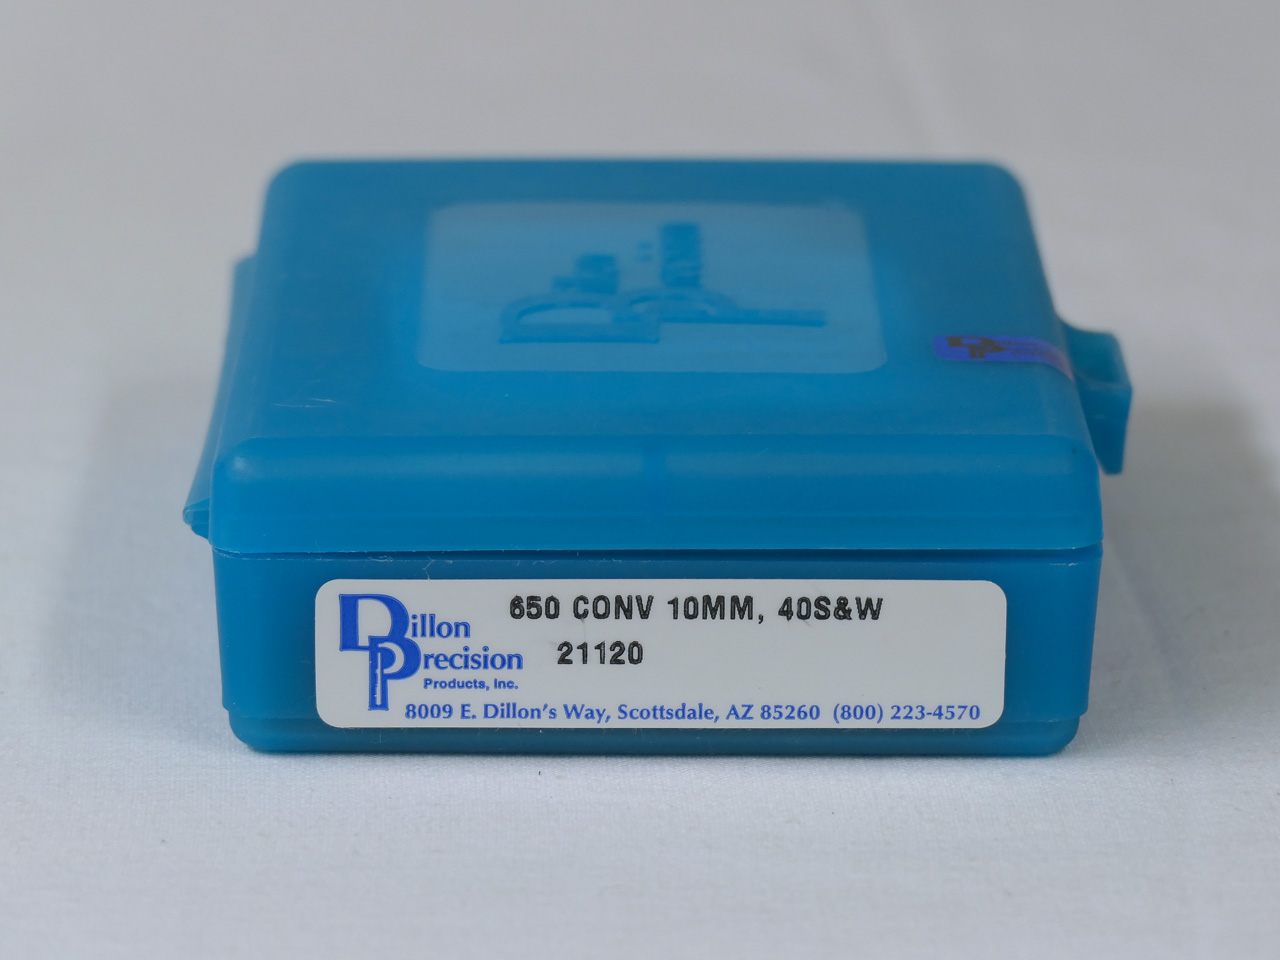 650 CONV 10MM, 40S&W
21120
Dillon
Precision
Products, Inc.
8009 E. Dillon's Way, Scottsdale, AZ 85260 (800) 223-4570